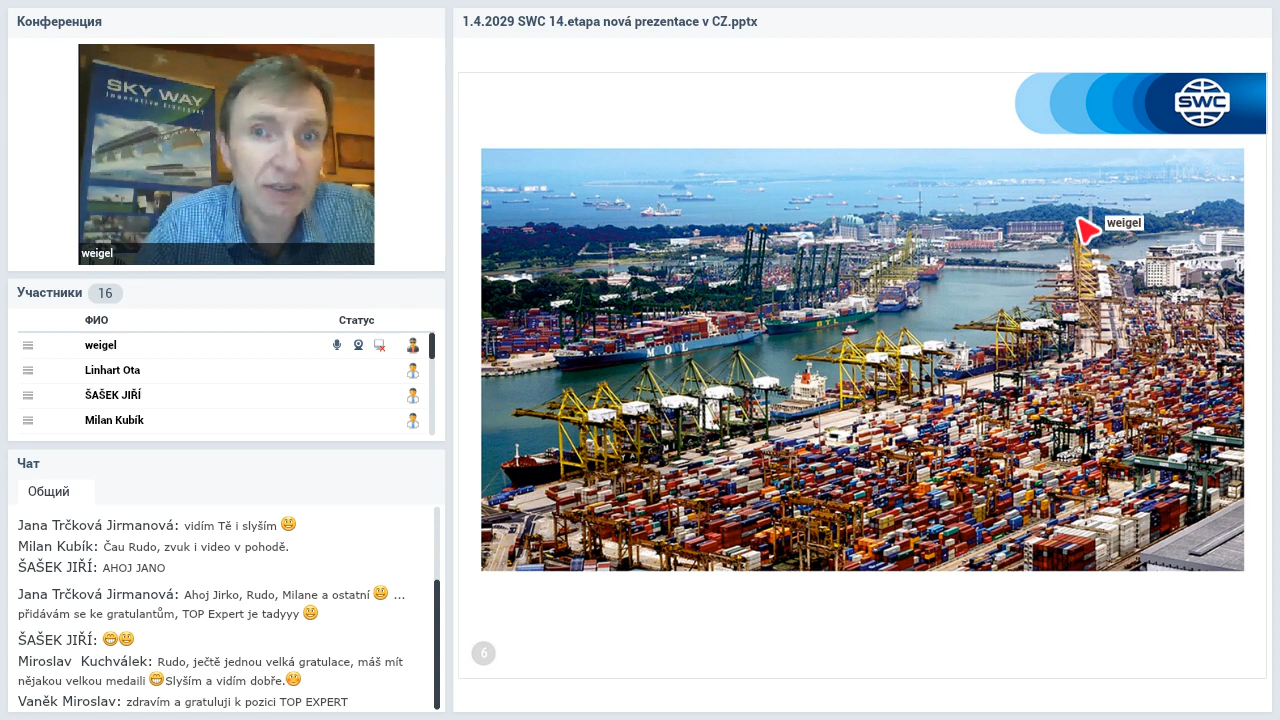 Конференция
SKY WAY
weigel
Участники 16
ФИО Статус
weigel
Linhart Ota
ŠAŠEK JIŘÍ
Milan Kubík
Чат
Общий
Jana Trčková Jirmanová: vidím Tě i slyším
Milan Kubík: Čau Rudo, zvuk i video v pohodě.
ŠAŠEK JIŘÍ: AHOJ JANO
Jana Trčková Jirmanová: Ahoj Jirko, Rudo, Milane a ostatní ...
přidávám se ke gratulantům, TOP Expert je tadyyy
ŠAŠEK JIŘÍ:
Miroslav Kuchválek: Rudo, ječtě jednou velká gratulace, máš mít
nějakou velkou medaili Slyším a vidím dobře.
Vaněk Miroslav: zdravím a gratuluji k pozici TOP EXPERT
1.4.2029 SWC 14.etapa nová prezentace v CZ.pptx
SWC
weigel
MOL
6